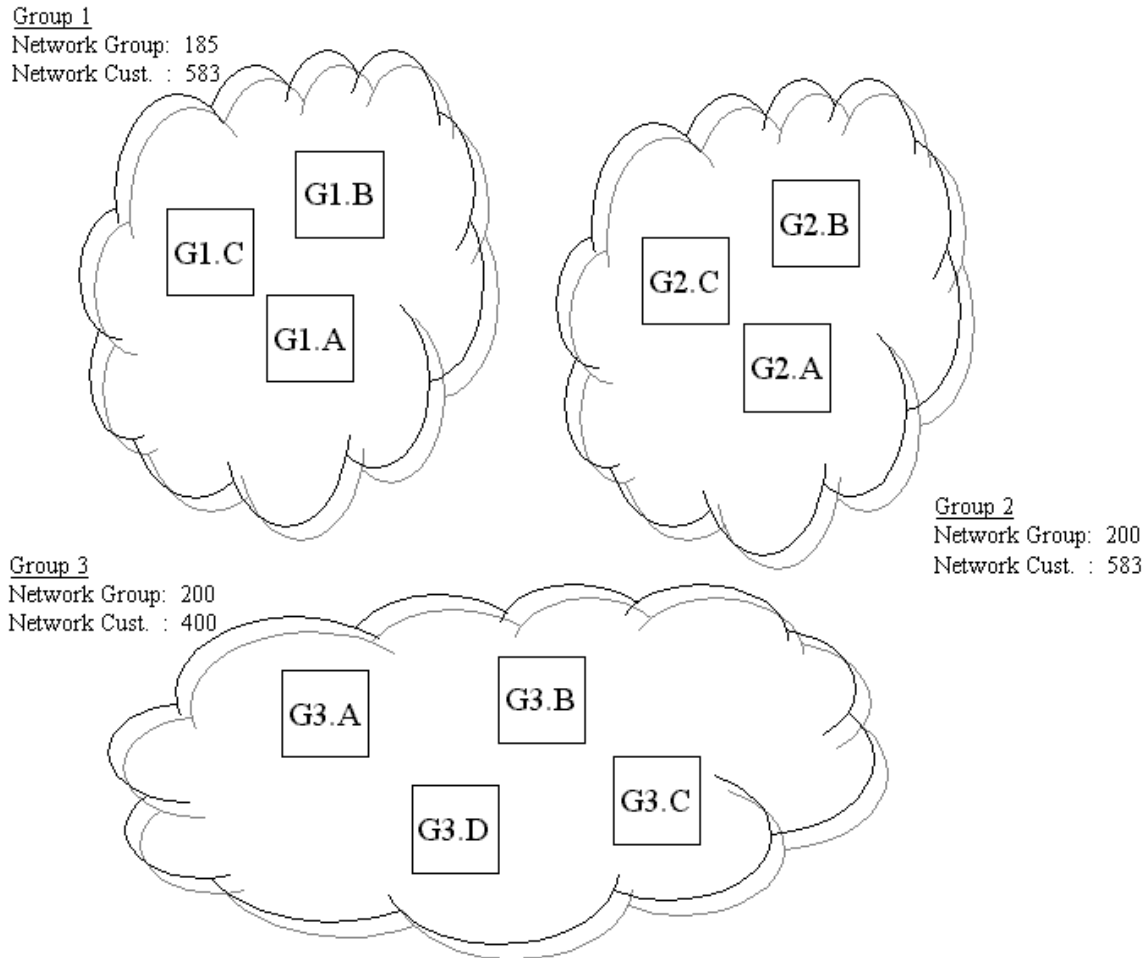 Group 1
Network Group: 185
Network Cust. : 583
G1.B
G1.C
G1.A
G2.B
G2.C
G2.A
Group 2
Network Group: 200
Network Cust. : 583
Group 3
Network Group: 200
Network Cust. : 400
G3.A
G3.B
G3.C
G3.D